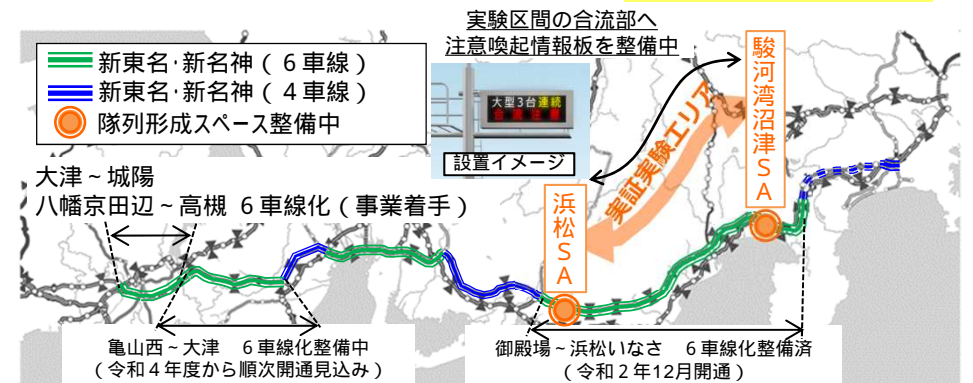 実験区間の合流部へ
注意喚起情報板を整備中
新東名･新名神（６車線）
新東名･新名神（４車線）
隊列形成スペース整備中
大型3台連続
合流注意
設置イメージ
駿河湾沼津SA
実証実験エリア
浜松SA
大津～城陽
八幡京田辺～高槻 ６車線化（事業着手）
亀山西～大津　６車線化整備中
（令和４年度から順次開通見込み）
御殿場～浜松いなさ　６車線化整備済
（令和２年12月開通）